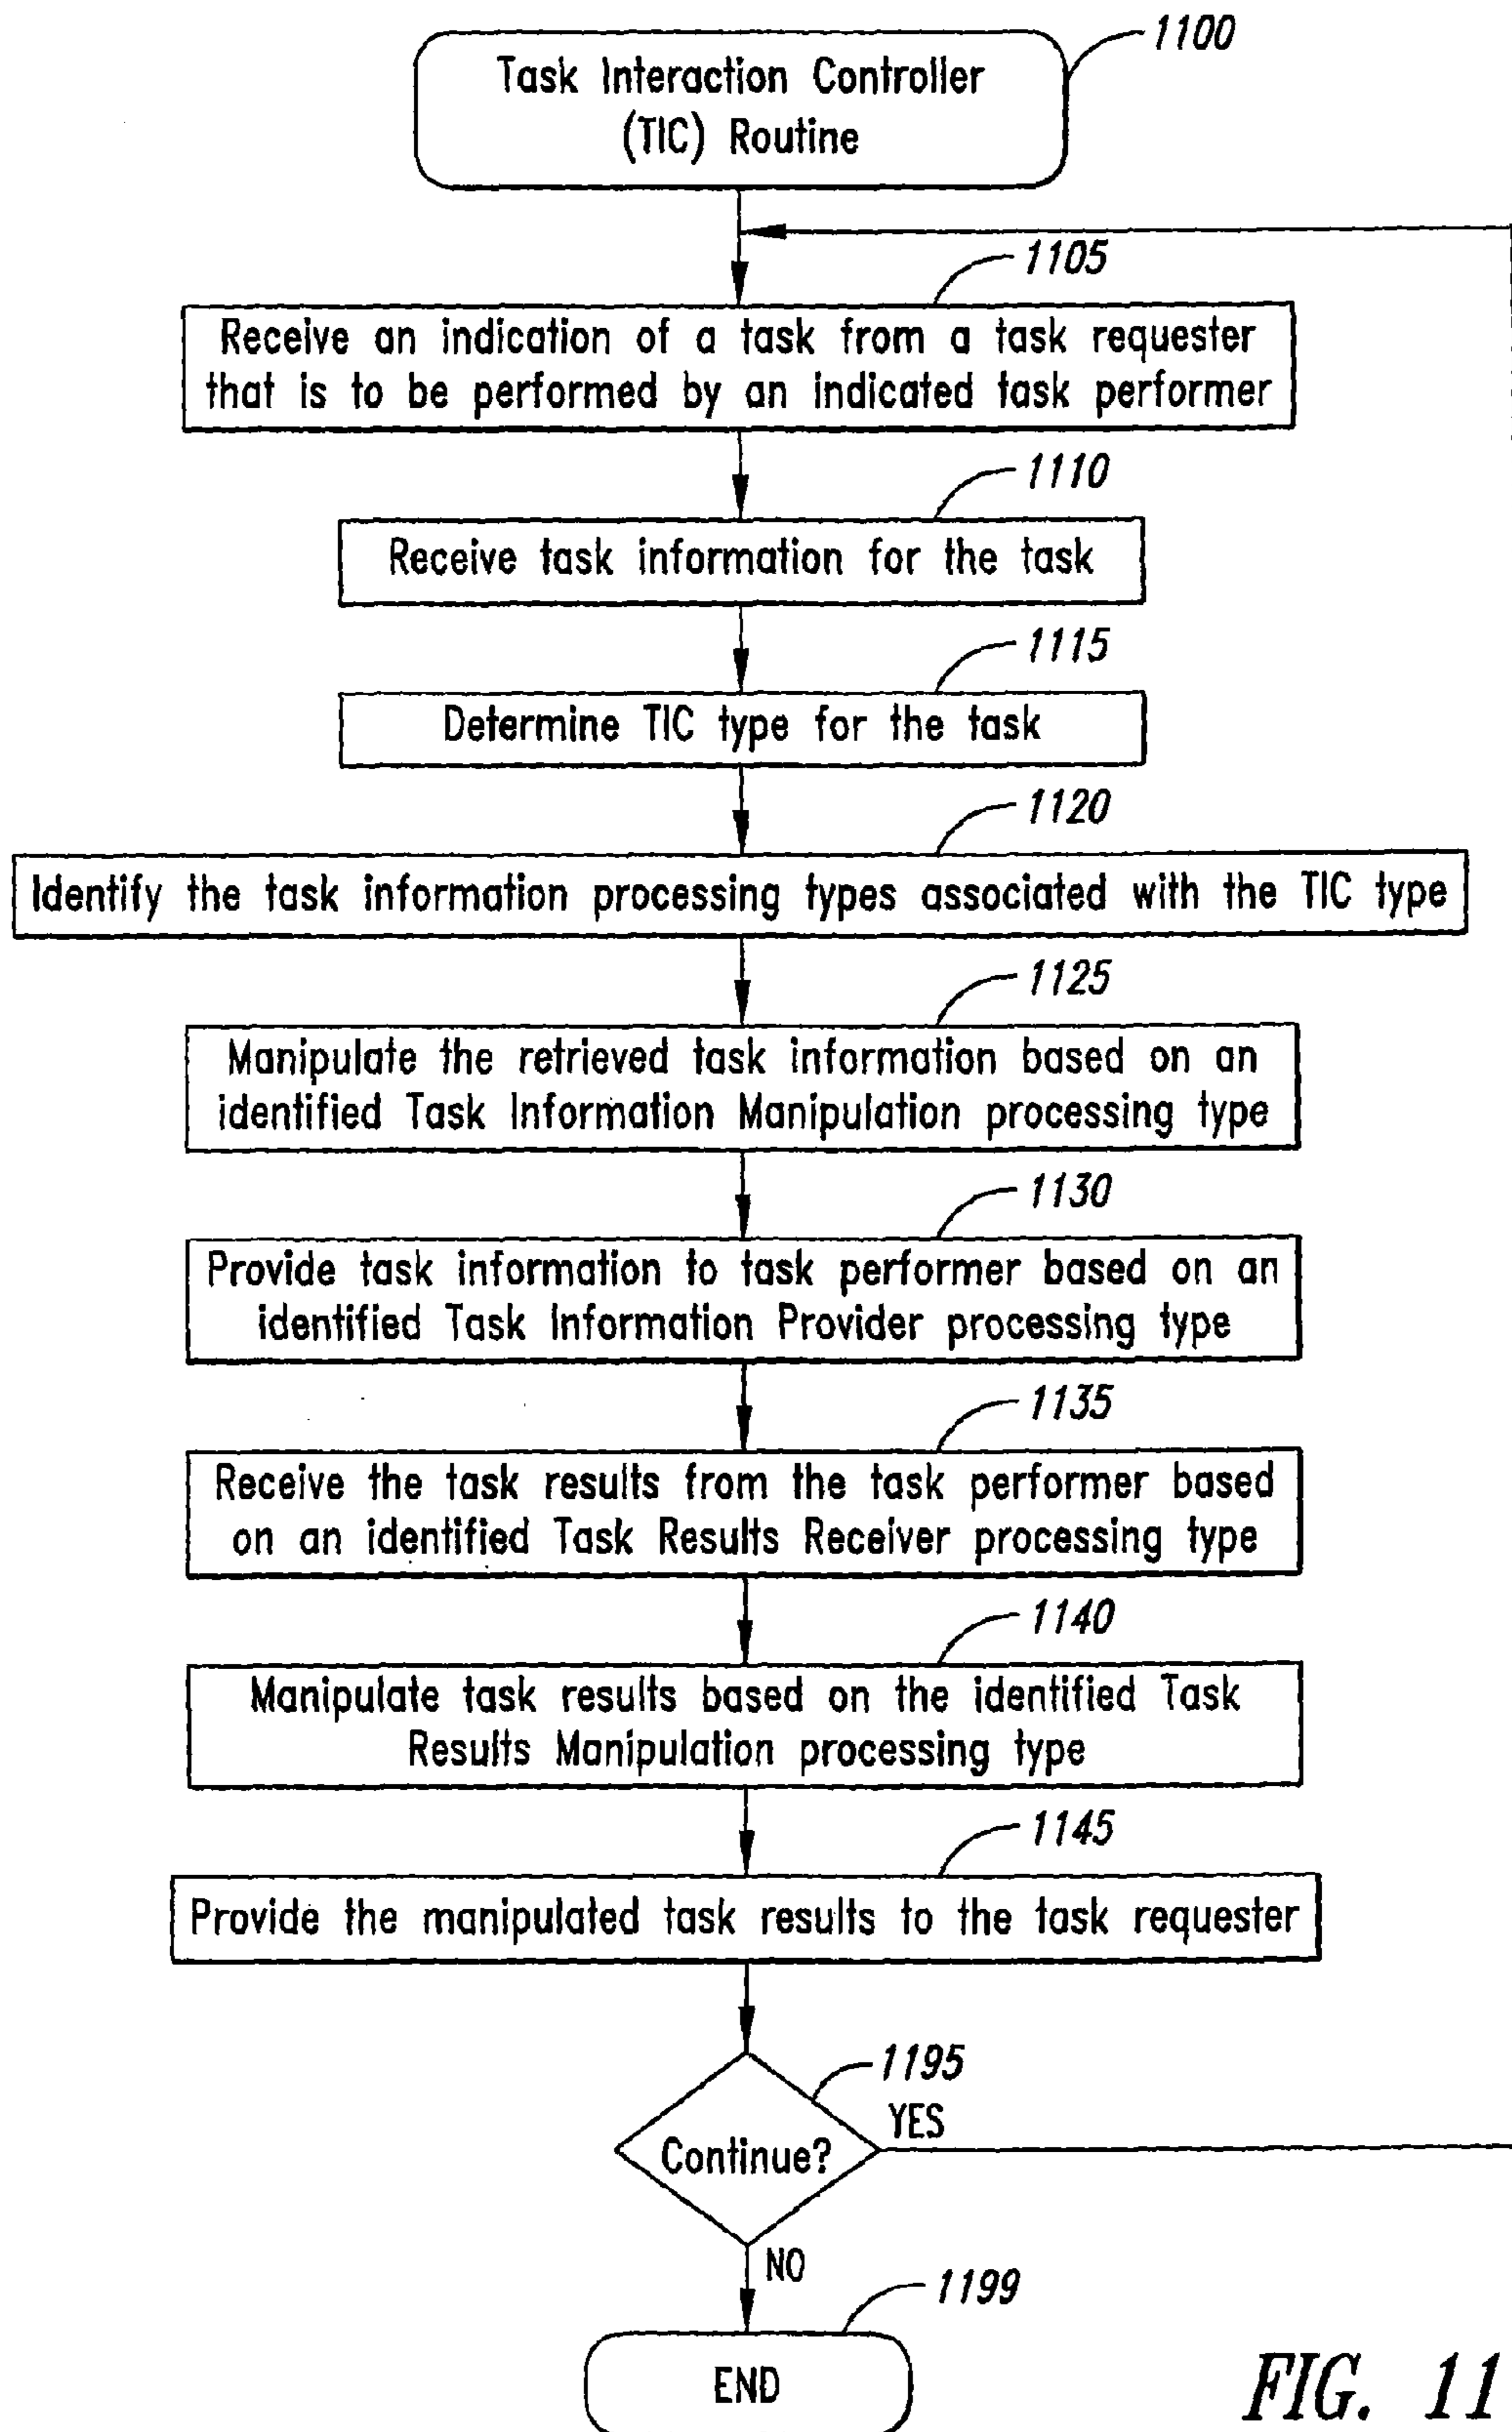 1100
Task Interaction Controller
(TIC) Routine
1105
Receive an indication of a task from a task requester
that is to be performed by an indicated task performer
1110
Receive task information for the task
1115
Determine TIC type for the task
1120
Identify the task information processing types associated with the TIC type
1125
Manipulate the retrieved task information based on an
identified Task Information Manipulation processing type
1130
Provide task information to task performer based on an
identified Task Information Provider processing type
1135
Receive the task results from the task performer based
on an identified Task Results Receiver processing type
1140
Manipulate task results based on the identified Task
Results Manipulation processing type
1145
Provide the manipulated task results to the task requester
1195
YES
Continue?
NO
1199
END
FIG. 11